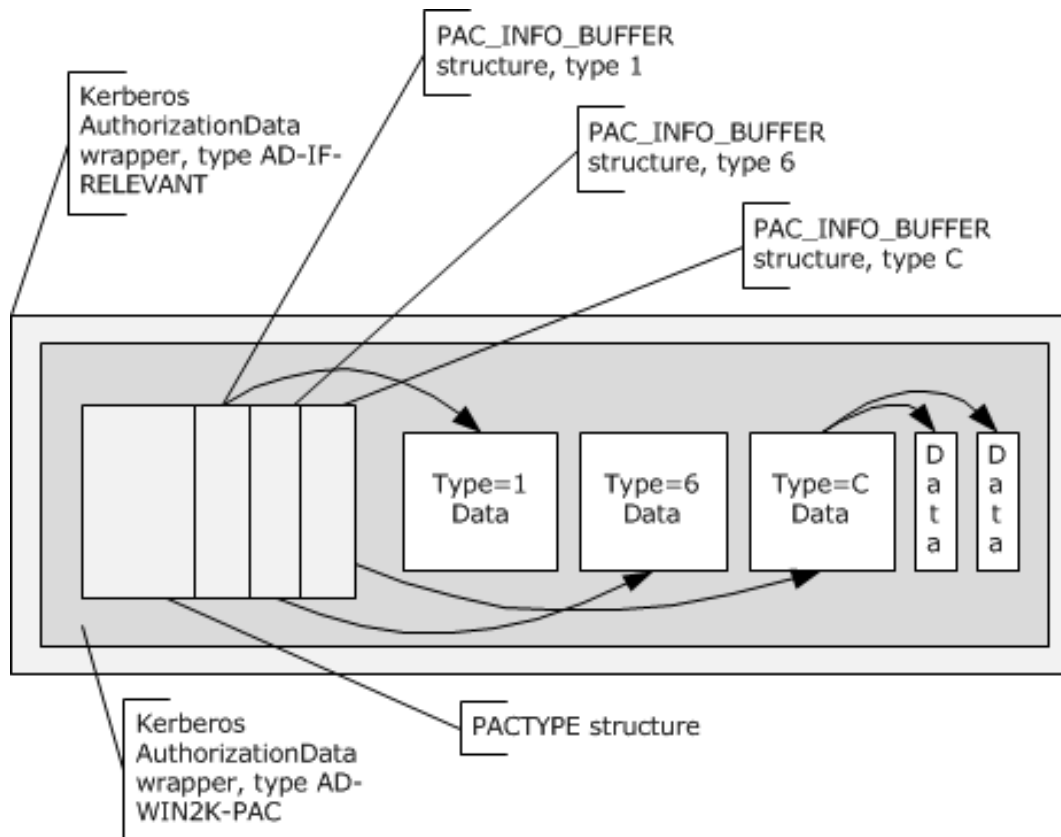 PAC_INFO_BUFFER
structure, type 1
Kerberos
AuthorizationData
wrapper, type AD-IF-
RELEVANT
PAC_INFO_BUFFER
structure, type 6
PAC_INFO_BUFFER
structure, type C
Type=1
Data
Type=6
Data
Type=C
Data
D
a
t
a
D
a
t
a
Kerberos
AuthorizationData
wrapper, type AD-
WIN2K-PAC
PACTYPE structure